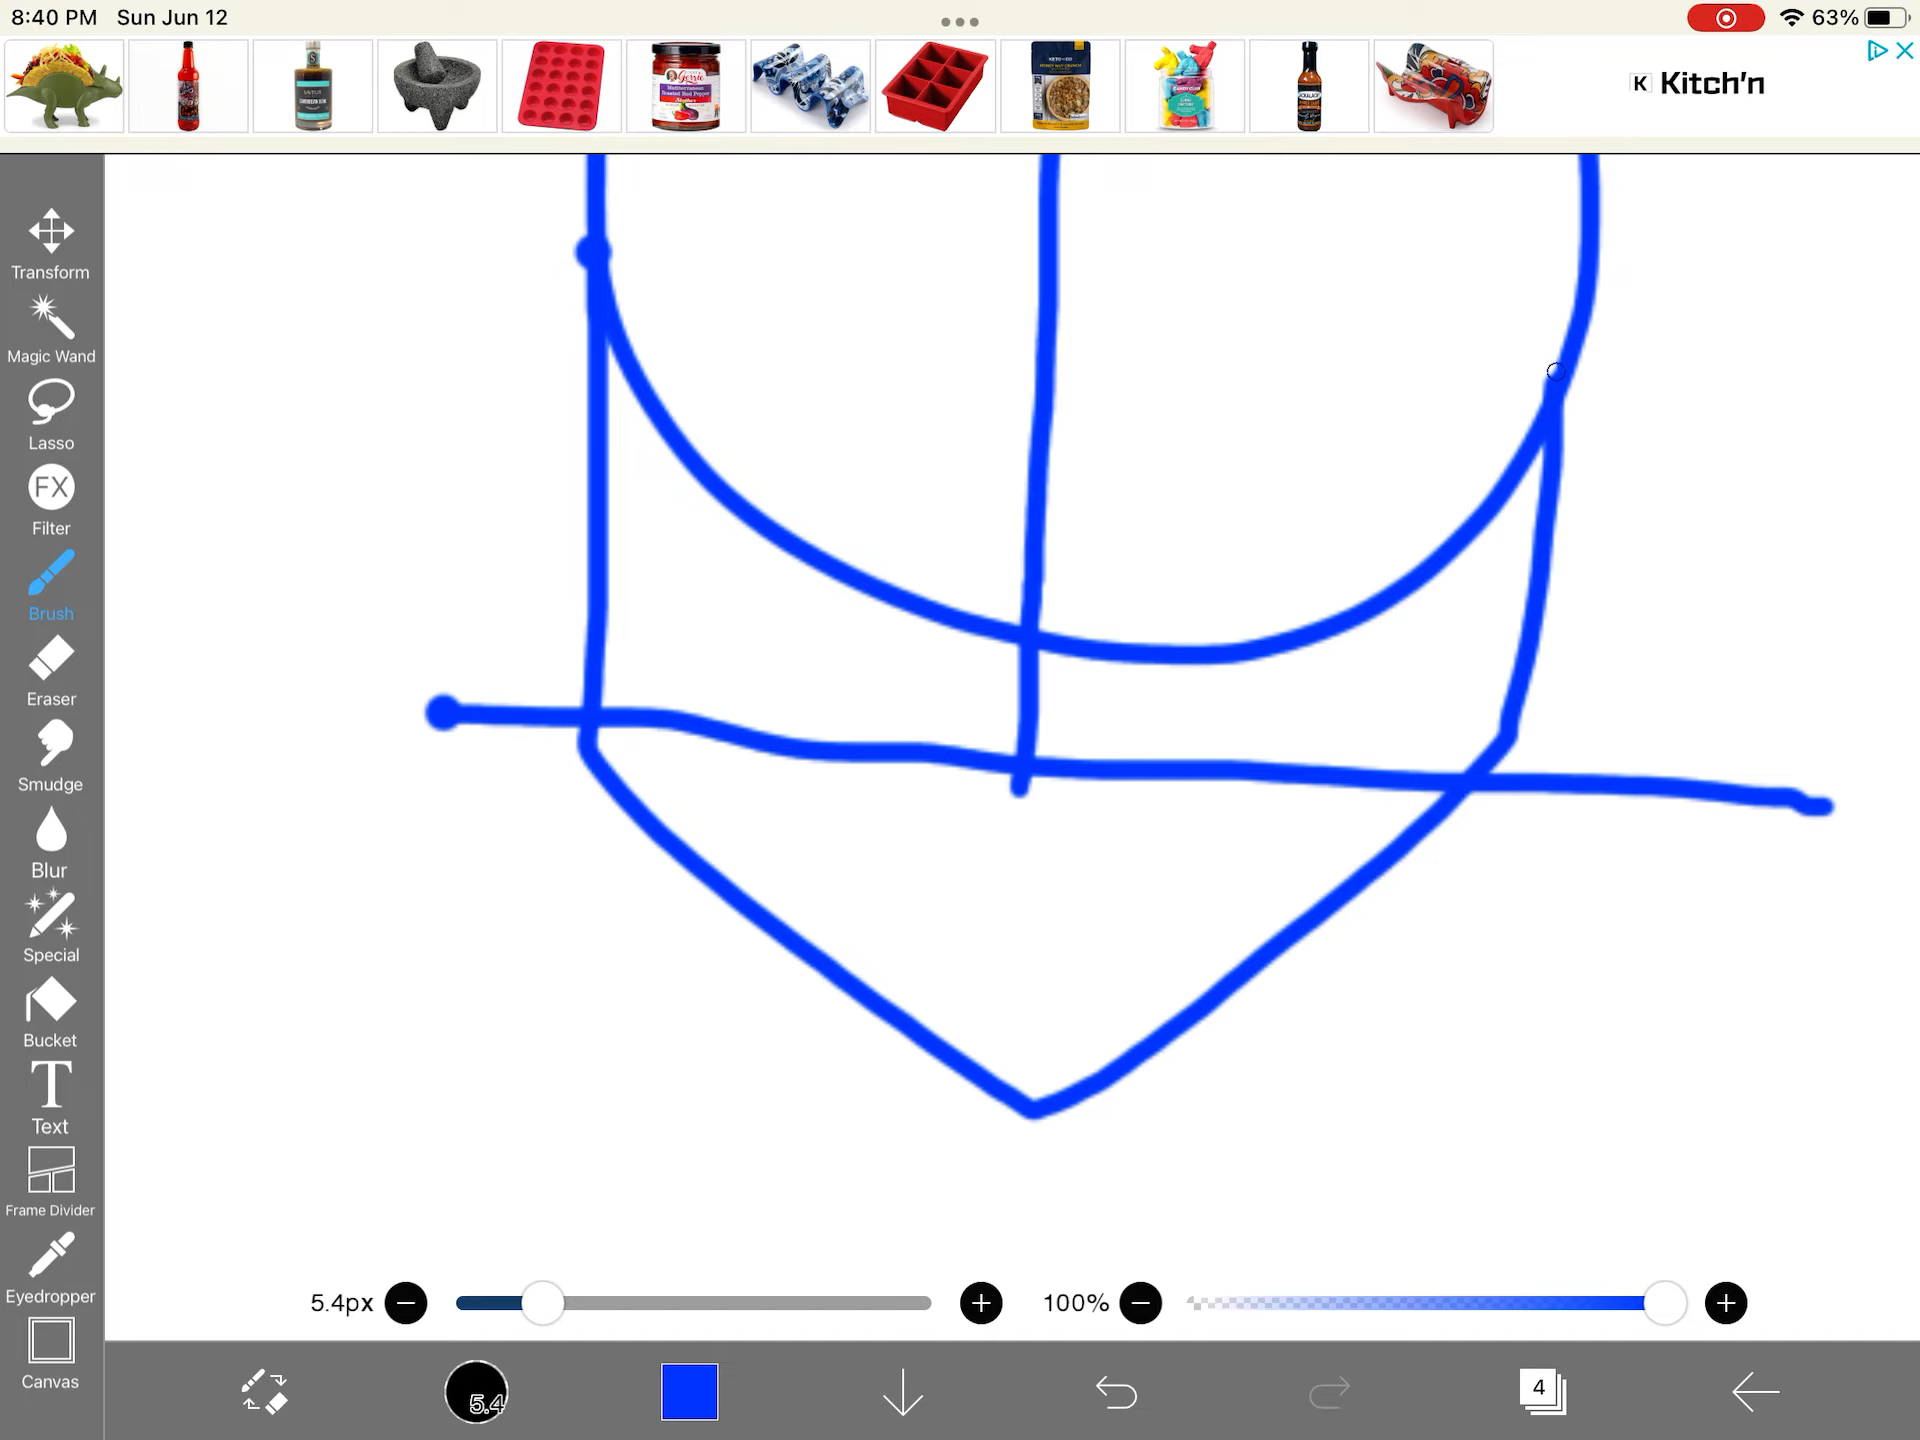 8:40 PM Sun Jun 12
63%
K Kitch'n
Transform
Magic Wand
Lasso
FX
Filter
Brush
Eraser
Smudge
Blur
Special
Bucket
T
Text
Frame Divider
Eyedropper
Canvas
5.4px
100%
5.4
4